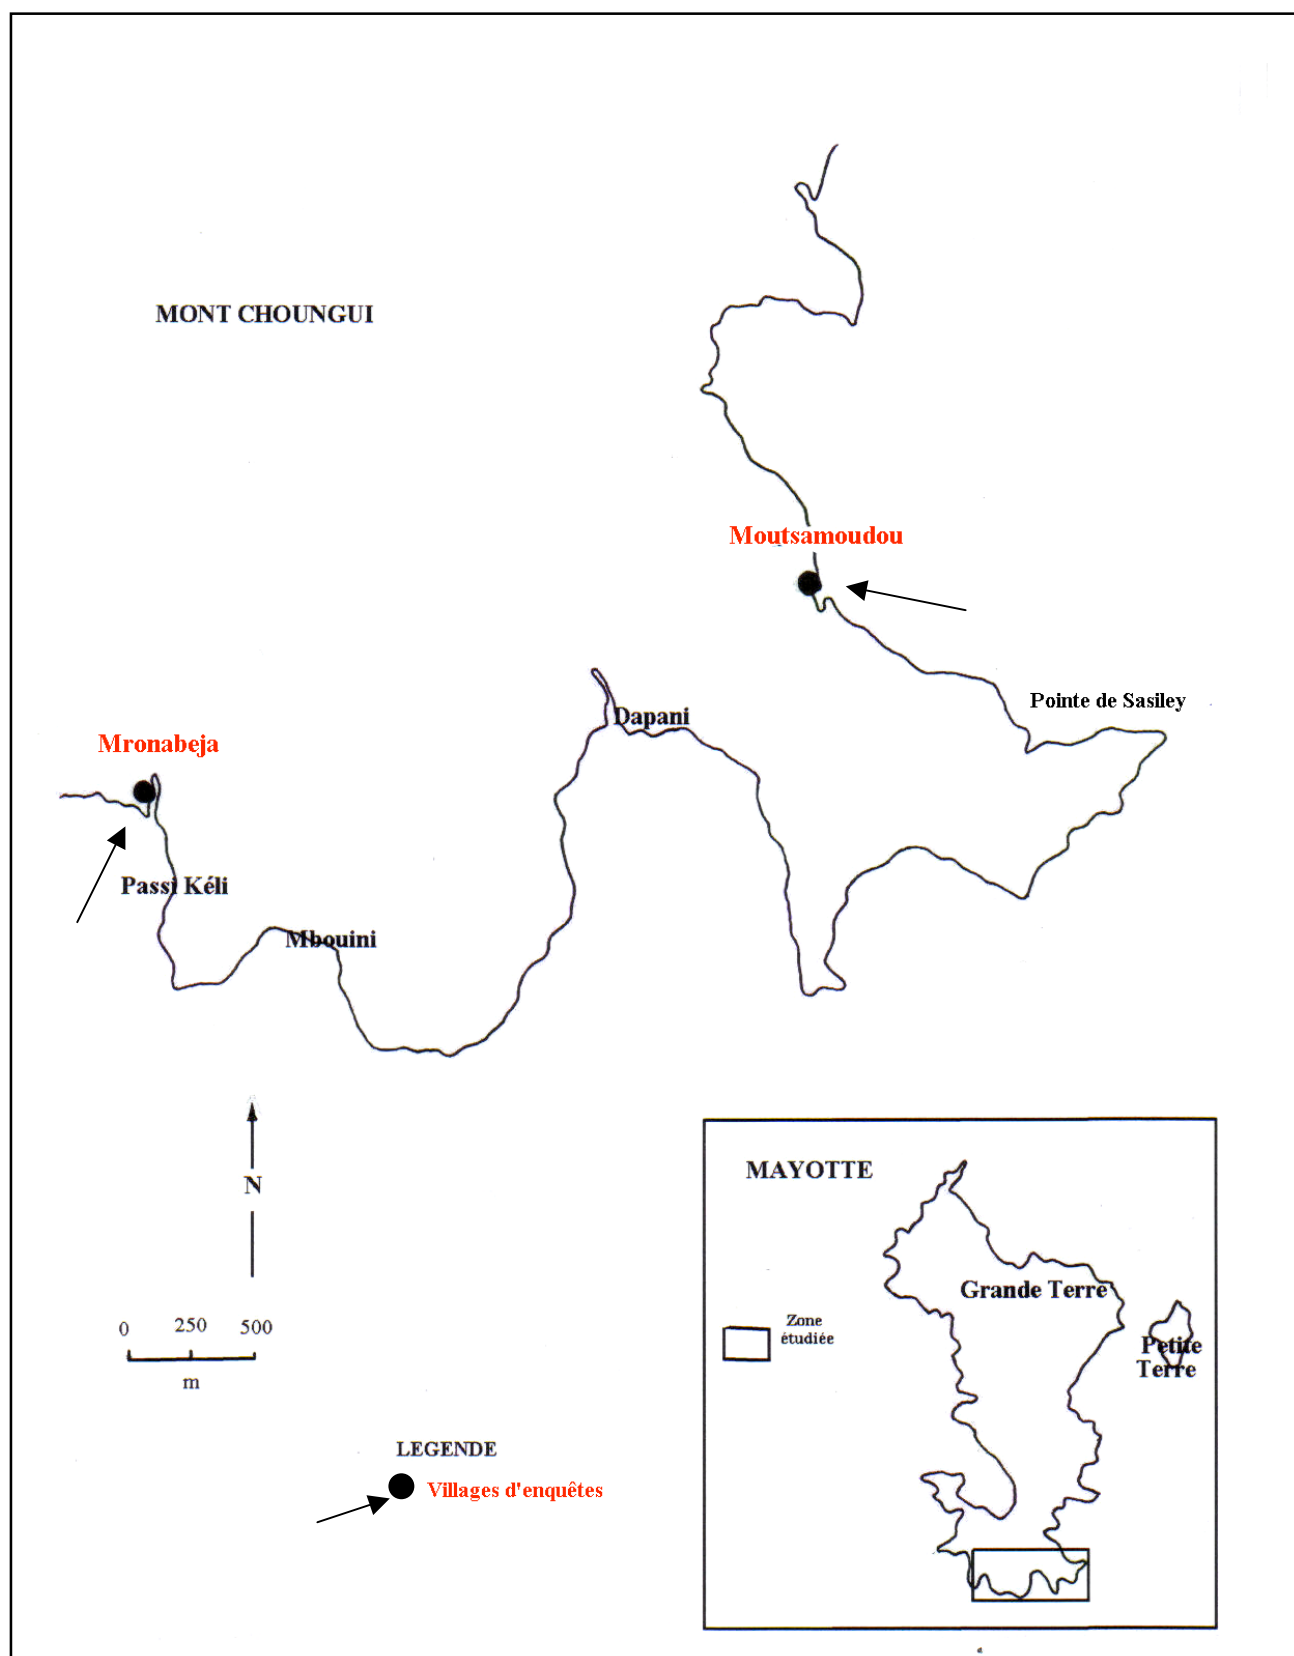 MONT CHOUNGUI
Moutsamoudou
Pointe de Sasiley
Dapani
Mronabeja
Passi Kéli
Mbouini
N
0 250 500
m
LEGENDE
Villages d'enquêtes
MAYOTTE
Grande Terre
Zone
étudiée
Petite
Terre